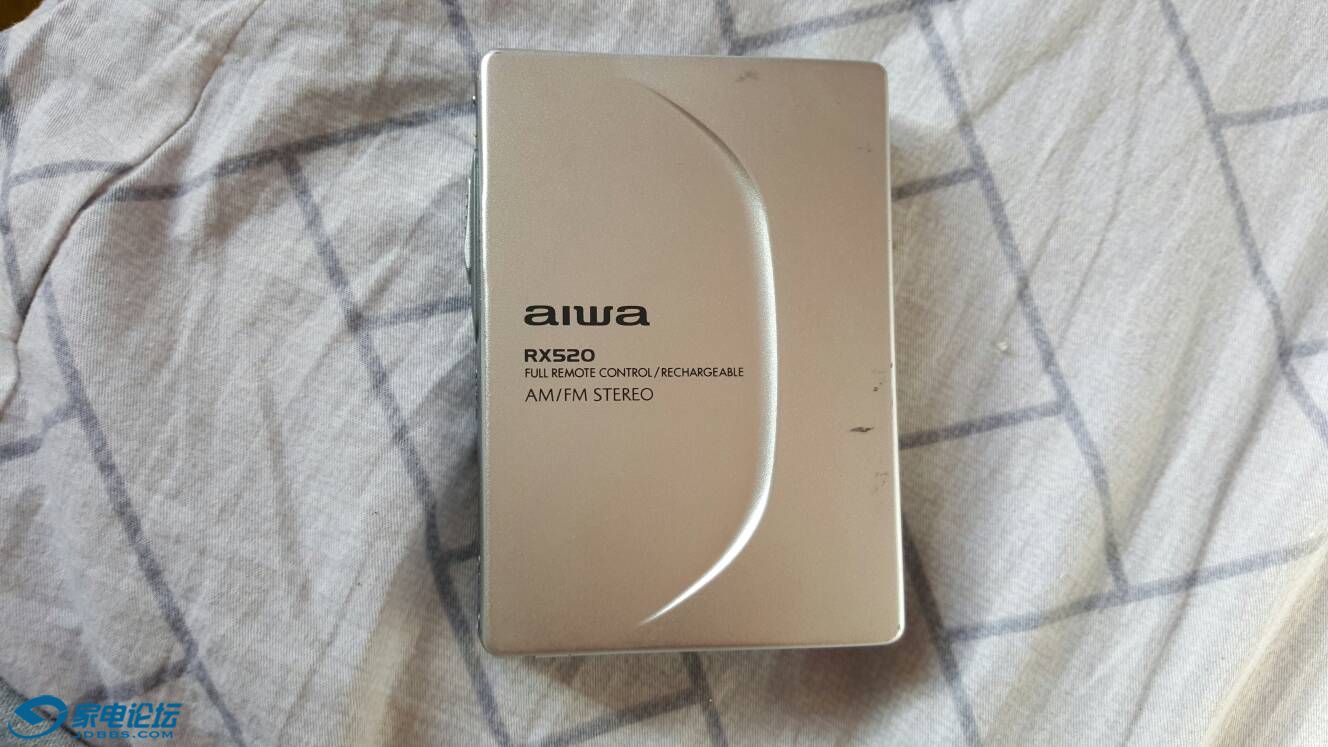 aiwa
RX520
FULL REMOTE CONTROL/RECHARGEABLE
AM/FM STEREO
家电论坛
JDBBS.COM